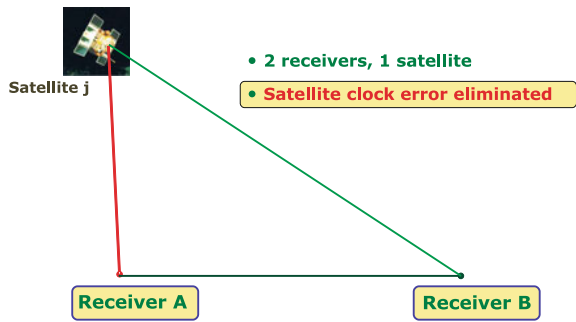 Satellite j
• 2 receivers, 1 satellite
• Satellite clock error eliminated
Receiver A
Receiver B